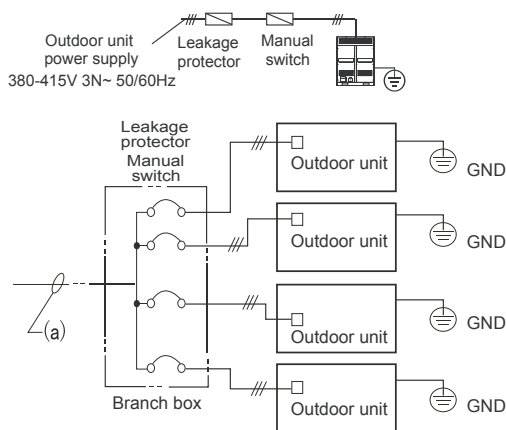 Outdoor unit
power supply
380-415V 3N~ 50/60Hz
Leakage
protector
Manual
switch
Leakage
protector
Manual
switch
Outdoor unit
GND
Outdoor unit
GND
(a)
Outdoor unit
GND
Branch box
Outdoor unit
GND